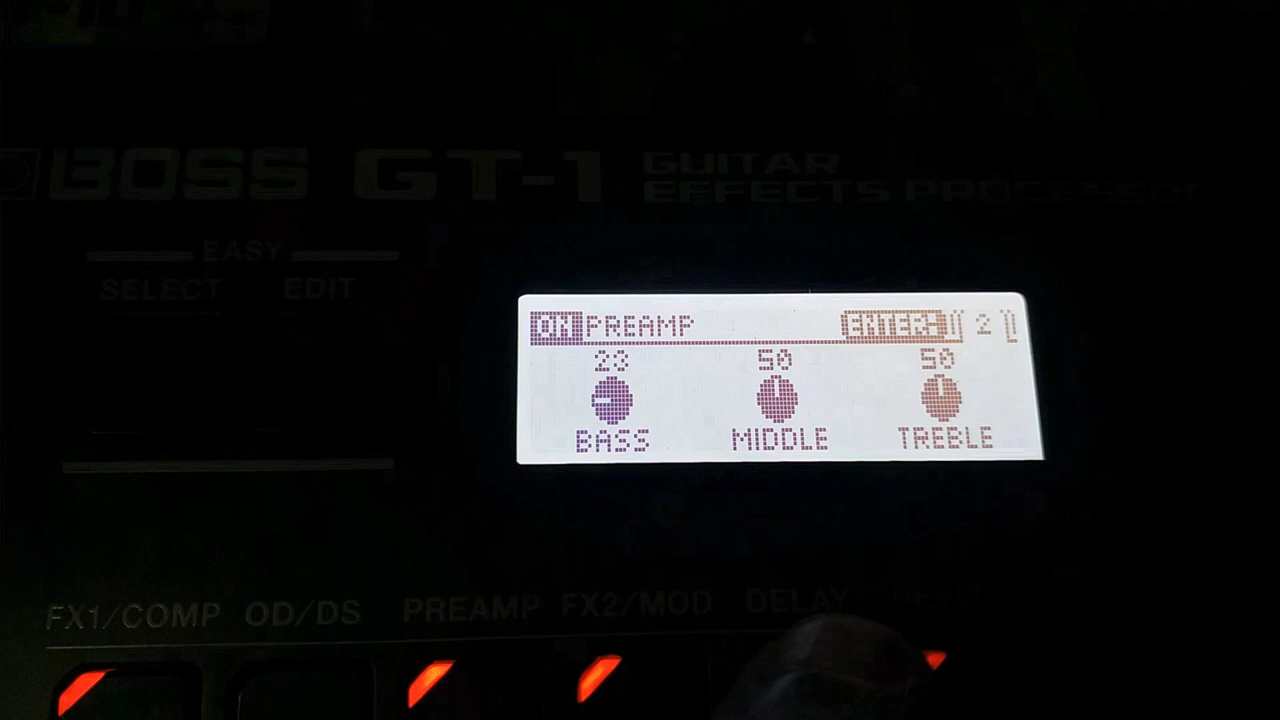 BOSS GT-1 GUITAR
EFFECTS PROCESSOR
EASY
SELECT EDIT
ON PREAMP ENTER 2
23 50 50
BASS MIDDLE TREBLE
FX1/COMP OD/DS PREAMP FX2/MOD DELAY